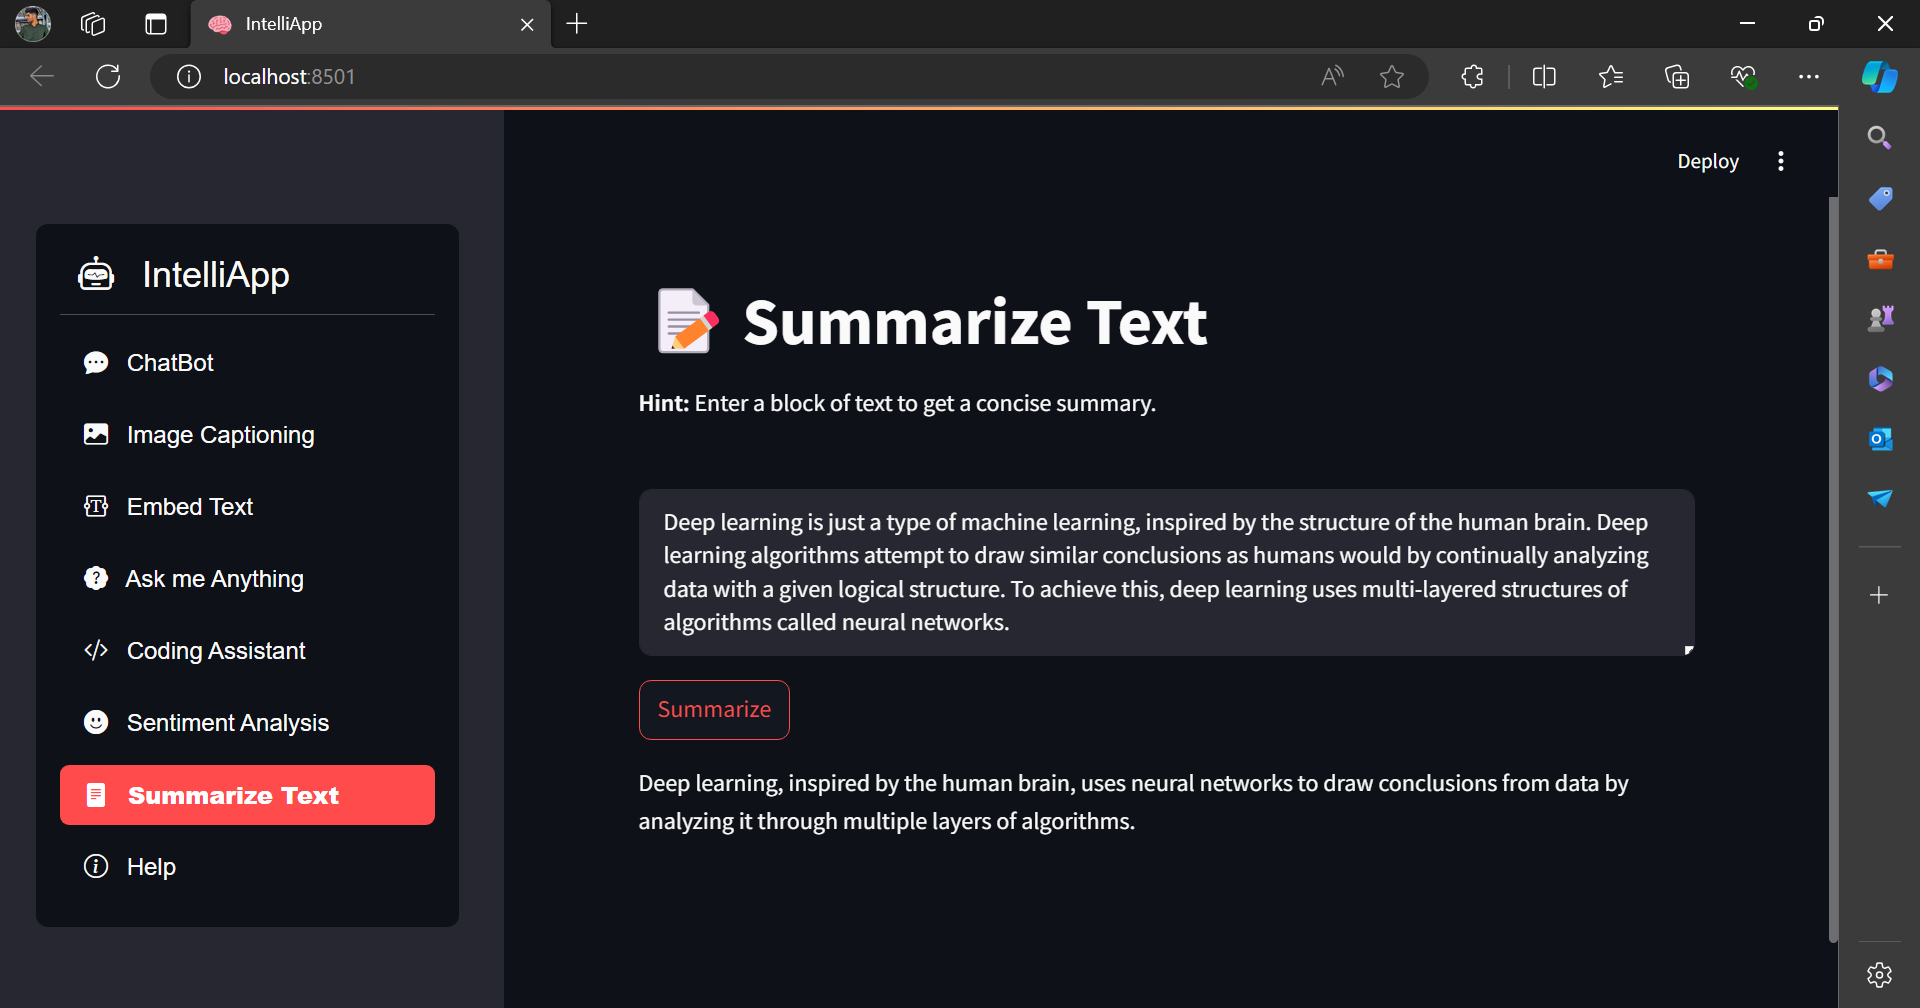 IntelliApp
localhost:8501
Deploy
IntelliApp
ChatBot
Image Captioning
Embed Text
Ask me Anything
Coding Assistant
Sentiment Analysis
Summarize Text
Help
Summarize Text
Hint: Enter a block of text to get a concise summary.
Deep learning is just a type of machine learning, inspired by the structure of the human brain. Deep
learning algorithms attempt to draw similar conclusions as humans would by continually analyzing
data with a given logical structure. To achieve this, deep learning uses multi-layered structures of
algorithms called neural networks.
Summarize
Deep learning, inspired by the human brain, uses neural networks to draw conclusions from data by
analyzing it through multiple layers of algorithms.